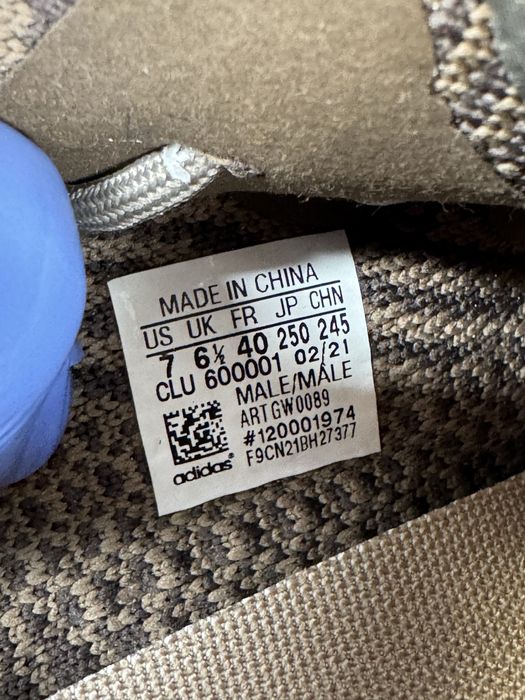 MADE IN CHINA
US UK FR JP CHN
7 6½ 40 250 245
CLU 600001 02/21
MALE/MÂLE
ART GW0089
#120001974
F9CN21BH27377
adidas